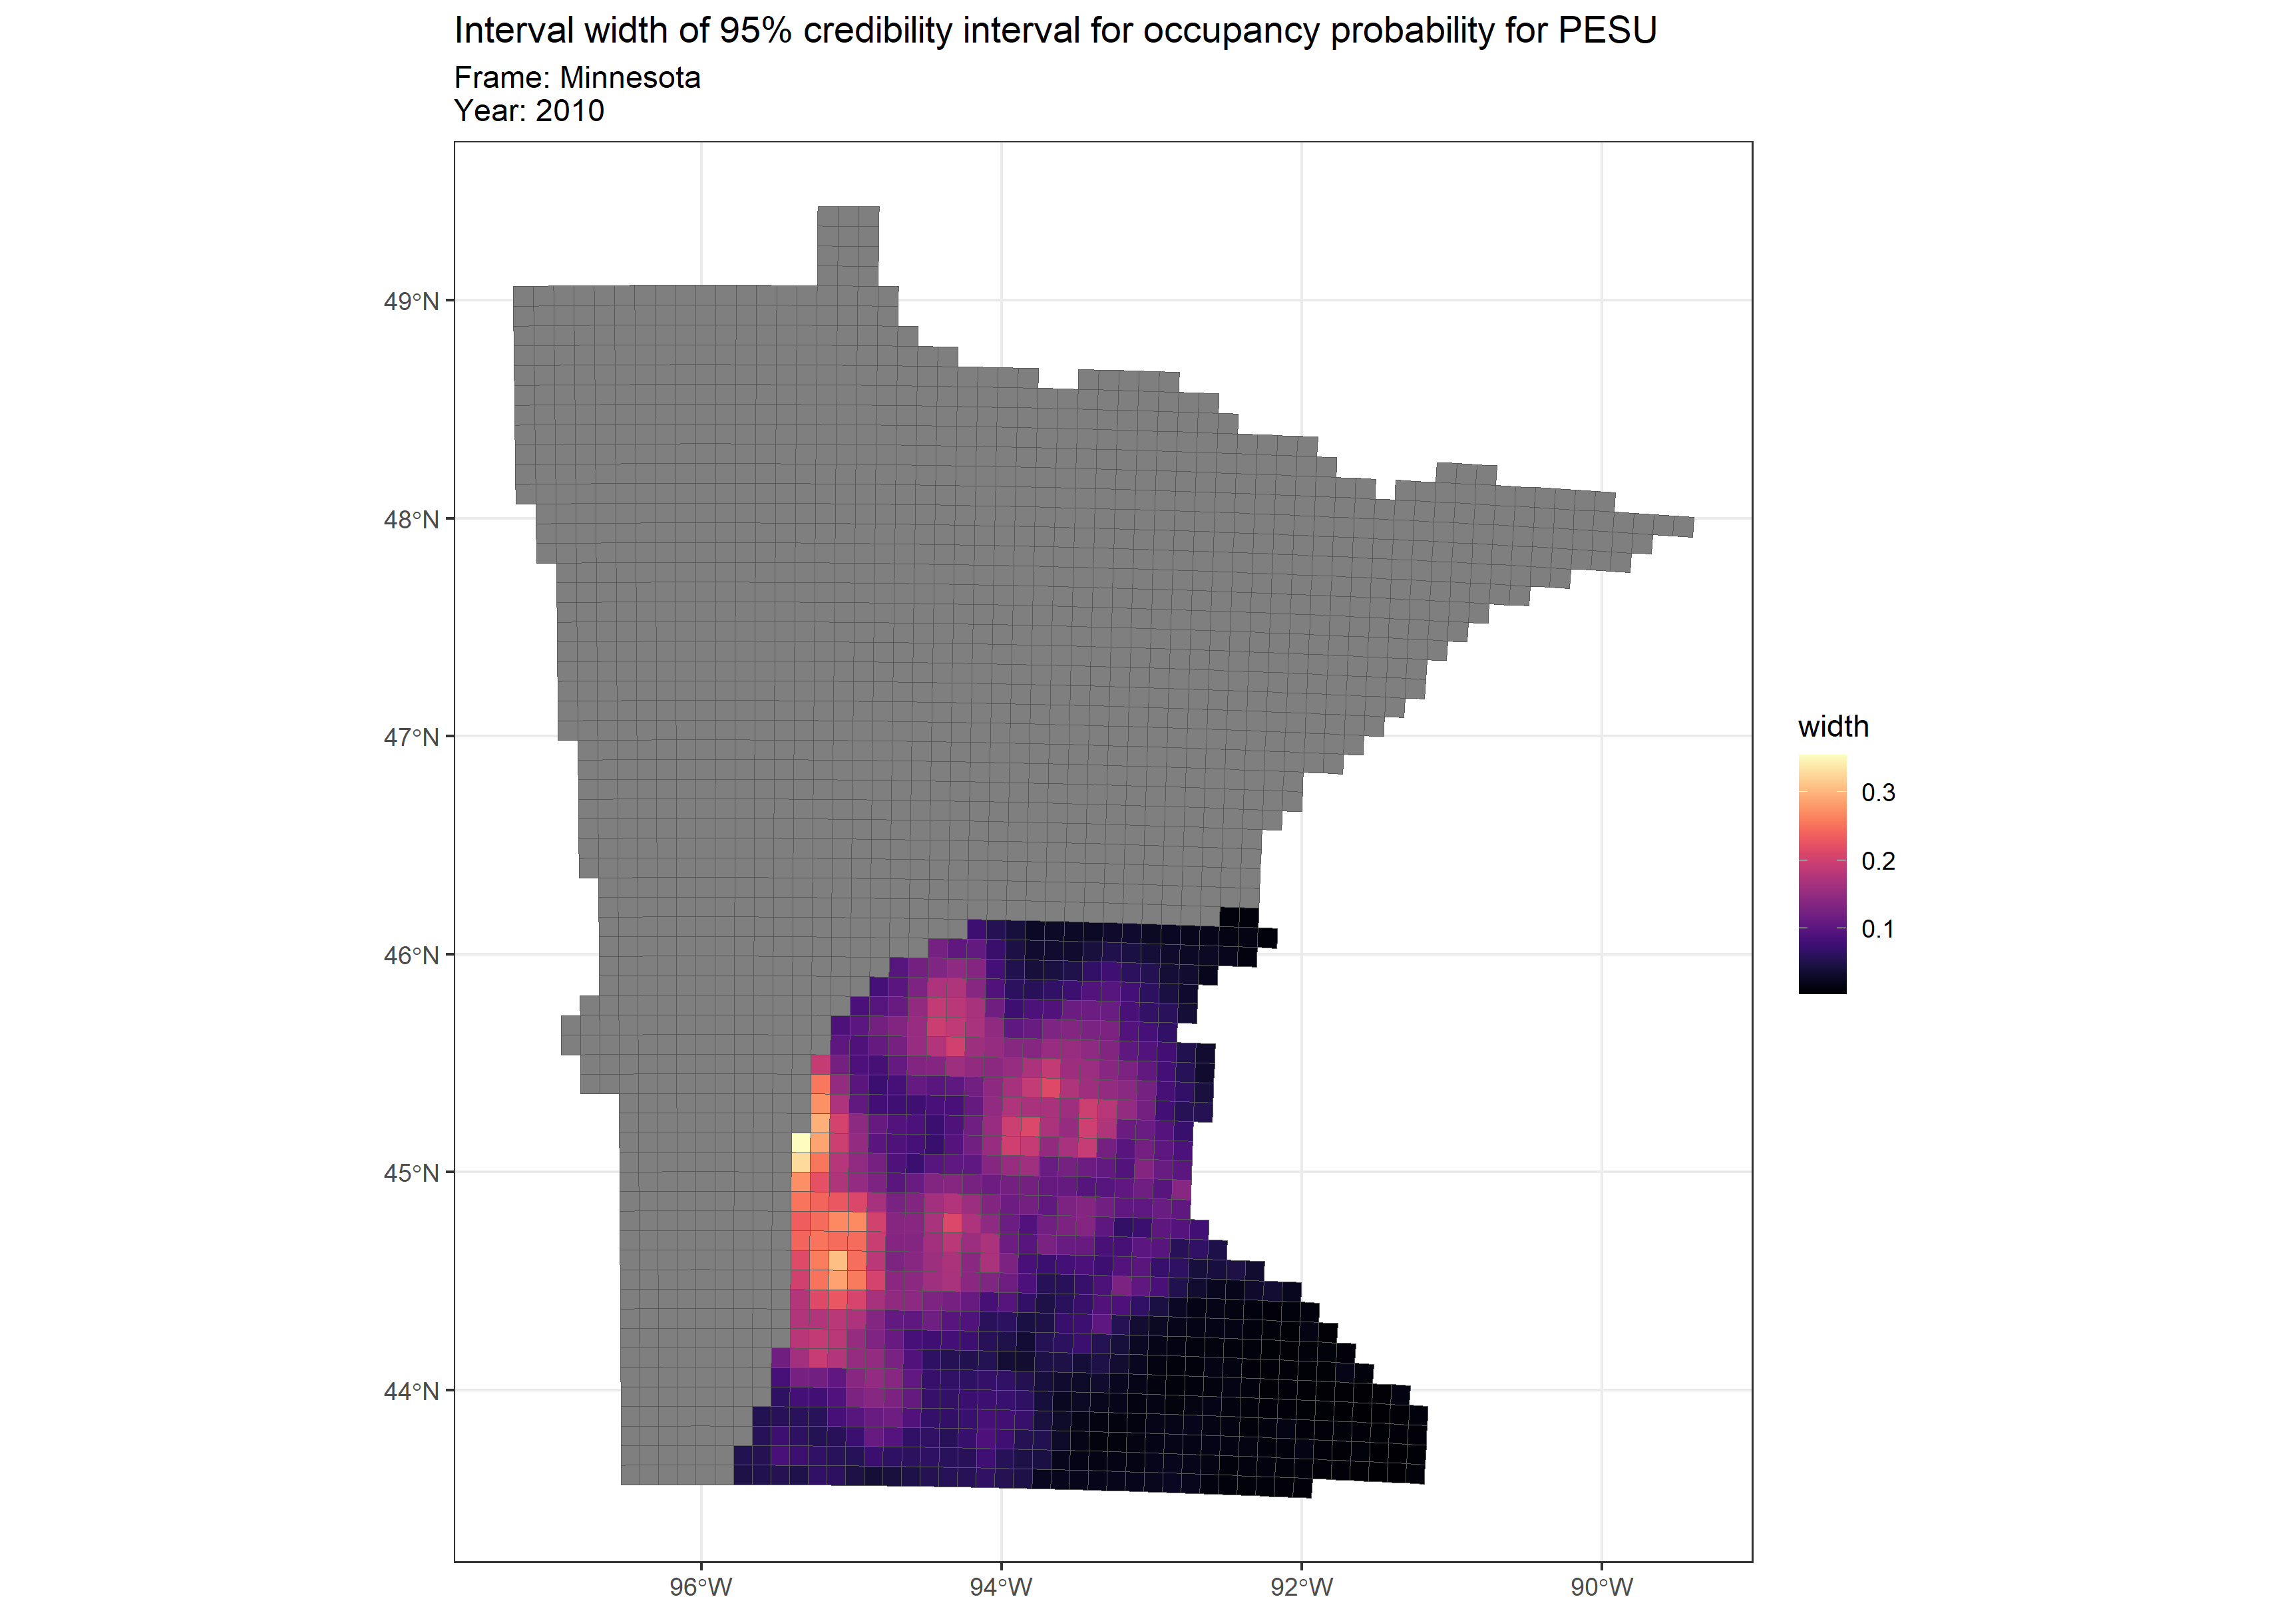 Interval width of 95% credibility interval for occupancy probability for PESU
Frame: Minnesota
Year: 2010
49°N
48°N
47°N
46°N
45°N
44°N
96°W
94°W
92°W
90°W
width
0.3
0.2
0.1